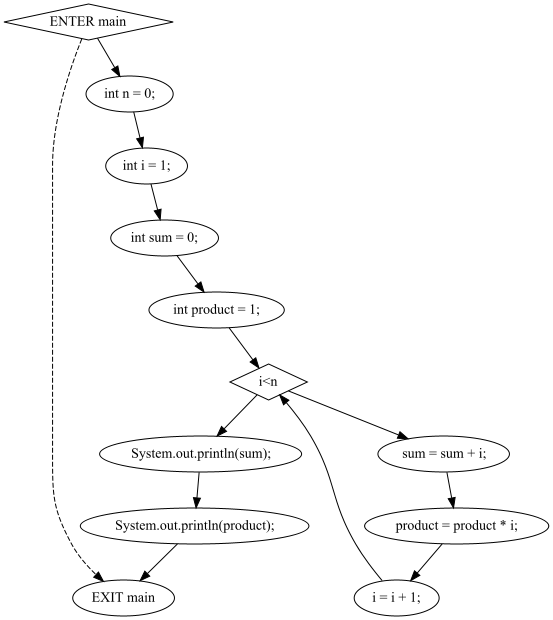 ENTER main
int n = 0;
int i = 1;
int sum = 0;
int product = 1;
i<n
System.out.println(sum);
sum = sum + i;
System.out.println(product);
product = product * i;
EXIT main
i = i + 1;